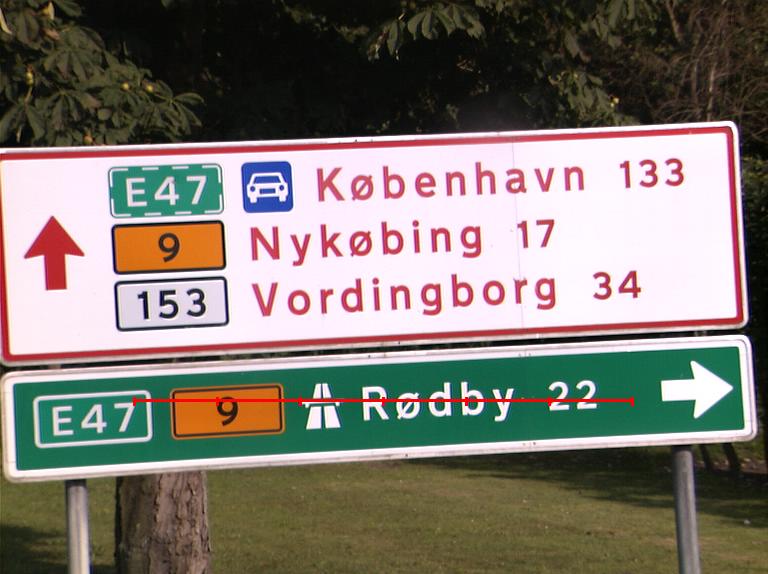 E47 København 133
9 Nykøbing 17
153 Vordingborg 34
E47 9 Rødby 22